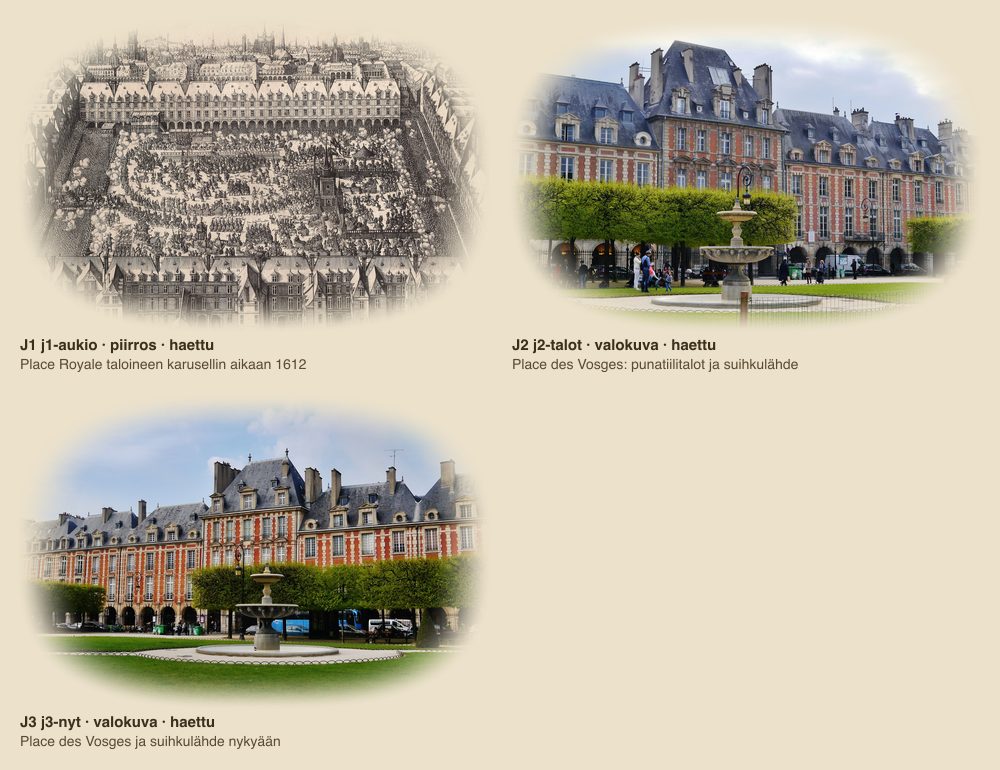 J1 j1-aukio · piirros · haettu
Place Royale taloineen karusellin aikaan 1612
J2 j2-talot · valokuva · haettu
Place des Vosges: punatiilitalot ja suihkulähde
J3 j3-nyt · valokuva · haettu
Place des Vosges ja suihkulähde nykyään